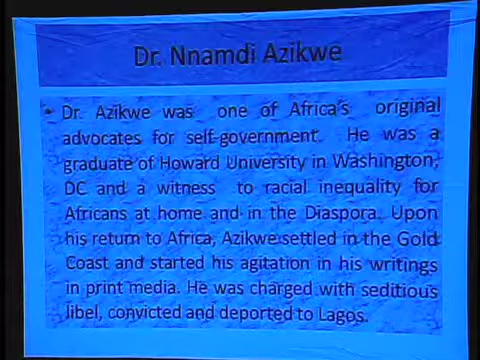 Dr. Nnamdi Azikwe
• Dr. Azikwe was one of Africa's original
advocates for self-government. He was a
graduate of Howard University in Washington,
DC and a witness to racial inequality for
Africans at home and in the Diaspora. Upon
his return to Africa, Azikwe settled in the Gold
Coast and started his agitation in his writings
in print media. He was charged with seditious
libel, convicted and deported to Lagos.